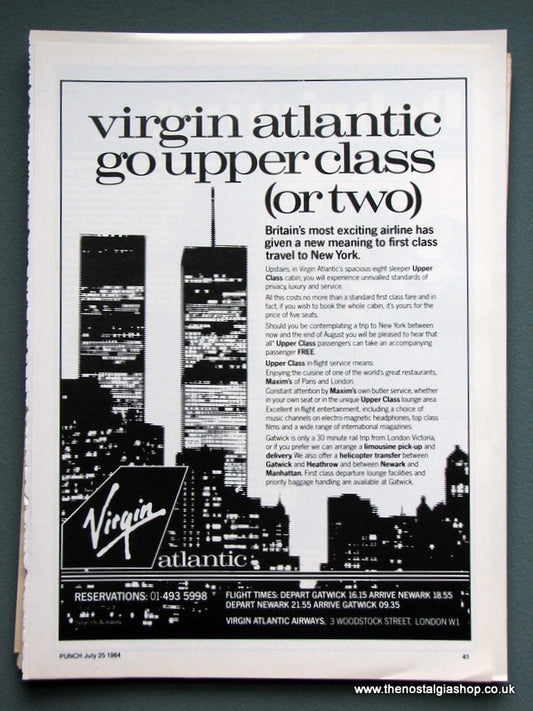 virgin atlantic
go upper class
(or two)
Britain's most exciting airline has
given a new meaning to first class
travel to New York.
Upstairs, in Virgin Atlantic's spacious eight sleeper Upper
Class cabin, you will experience unrivalled standards of
privacy, luxury and service.
All this costs no more than a standard first class fare and in
fact, if you wish to book the whole cabin, it's yours for the
price of five seats.
Should you be contemplating a trip to New York between
now and the end of August you will be pleased to hear that
all* Upper Class passengers can take an accompanying
passenger FREE.
Upper Class in-flight service means:
Enjoying the cuisine of one of the world's great restaurants,
Maxim's of Paris and London.
Constant attention by Maxim's own butler service, whether
in your own seat or in the unique Upper Class lounge area.
Excellent in-flight entertainment, including a choice of
music channels on electro-magnetic headphones, top class
films and a wide range of international magazines.
Gatwick is only a 30 minute rail trip from London Victoria,
or if you prefer we can arrange a limousine pick-up and
delivery. We also offer a helicopter transfer between
Gatwick and Heathrow and between Newark and
Manhattan. First class departure lounge facilities and
priority baggage handling are available at Gatwick.
Virgin
atlantic
RESERVATIONS: 01-493 5998
FLIGHT TIMES: DEPART GATWICK 16.15 ARRIVE NEWARK 18.55
DEPART NEWARK 21.55 ARRIVE GATWICK 09.35
*Subject to Availability
VIRGIN ATLANTIC AIRWAYS, 3 WOODSTOCK STREET, LONDON W1
PUNCH July 25 1984
41
www.thenostalgiashop.co.uk